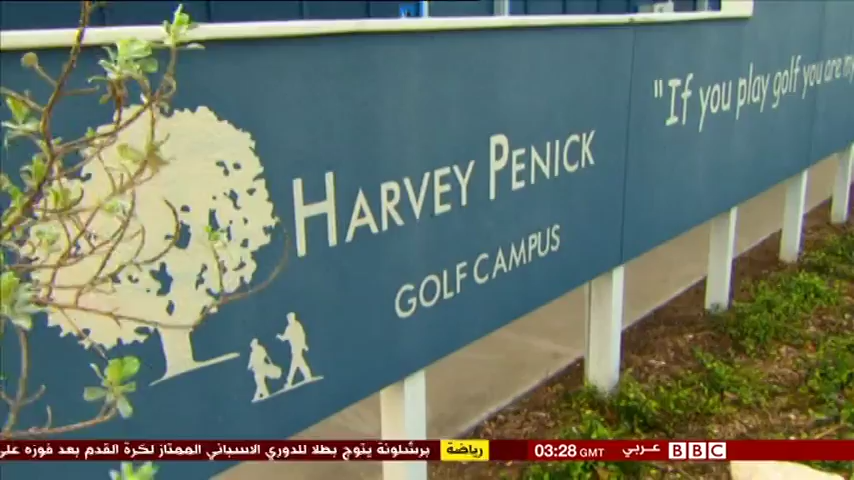 HARVEY PENICK
GOLF CAMPUS
"If you play golf you are my
برشلونة يتوج بطلا للدوري الاسباني الممتاز لكرة القدم بعد فوزه على
رياضة
03:28 GMT
عربي BBC